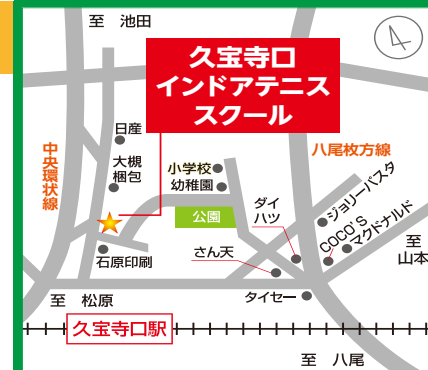 至 池田
久宝寺口
インドアテニス
スクール
日産
中央環状線
大槻
梱包
小学校
幼稚園
八尾枚方線
公園
ダイ
ハツ
ジョリーパスタ
COCO'S
マクドナルド
至
山本
石原印刷
さん天
至 松原
タイセー
久宝寺口駅
至 八尾